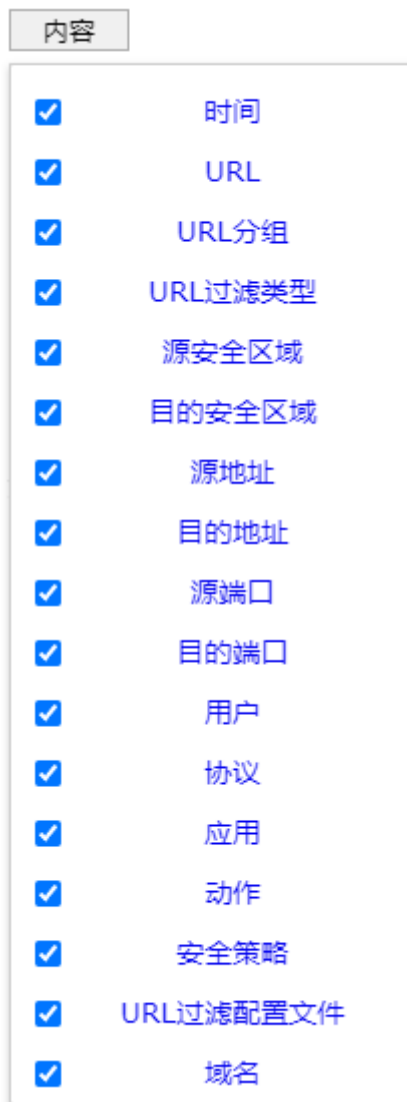 内容
时间
URL
URL分组
URL过滤类型
源安全区域
目的安全区域
源地址
目的地址
源端口
目的端口
用户
协议
应用
动作
安全策略
URL过滤配置文件
域名